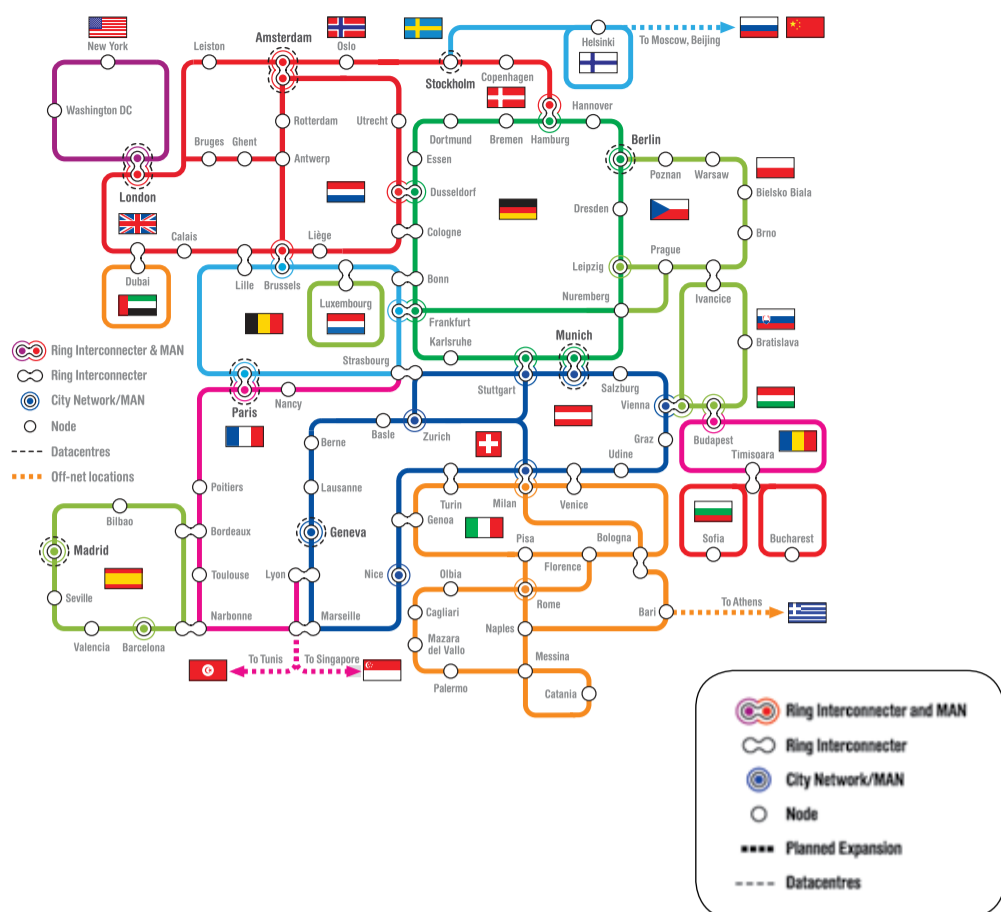 New York
Leiston
Amsterdam
Oslo
Helsinki
To Moscow, Beijing
Stockholm
Copenhagen
Washington DC
Rotterdam
Utrecht
Dortmund
Bremen
Hamburg
Hannover
Berlin
Bruges
Ghent
Antwerp
Essen
Poznan
Warsaw
London
Dusseldorf
Bielsko Biala
Dresden
Calais
Liège
Cologne
Brno
Dubai
Lille
Brussels
Bonn
Leipzig
Prague
Luxembourg
Nuremberg
Ivancice
Frankfurt
Munich
Karlsruhe
Bratislava
Ring Interconnecter & MAN
Strasbourg
Ring Interconnecter
Nancy
Stuttgart
Salzburg
City Network/MAN
Paris
Vienna
Node
Basle
Zurich
Budapest
Berne
Graz
Datacentres
Udine
Timisoara
Off-net locations
Poitiers
Lausanne
Turin
Milan
Venice
Bilbao
Bordeaux
Geneva
Genoa
Madrid
Pisa
Bologna
Sofia
Bucharest
Florence
Toulouse
Lyon
Nice
Olbia
Rome
Seville
Cagliari
Bari
To Athens
Narbonne
Marseille
Naples
Valencia
Barcelona
Mazara
del Vallo
Messina
To Tunis
To Singapore
Palermo
Catania
Ring Interconnecter and MAN
Ring Interconnecter
City Network/MAN
Node
Planned Expansion
Datacentres